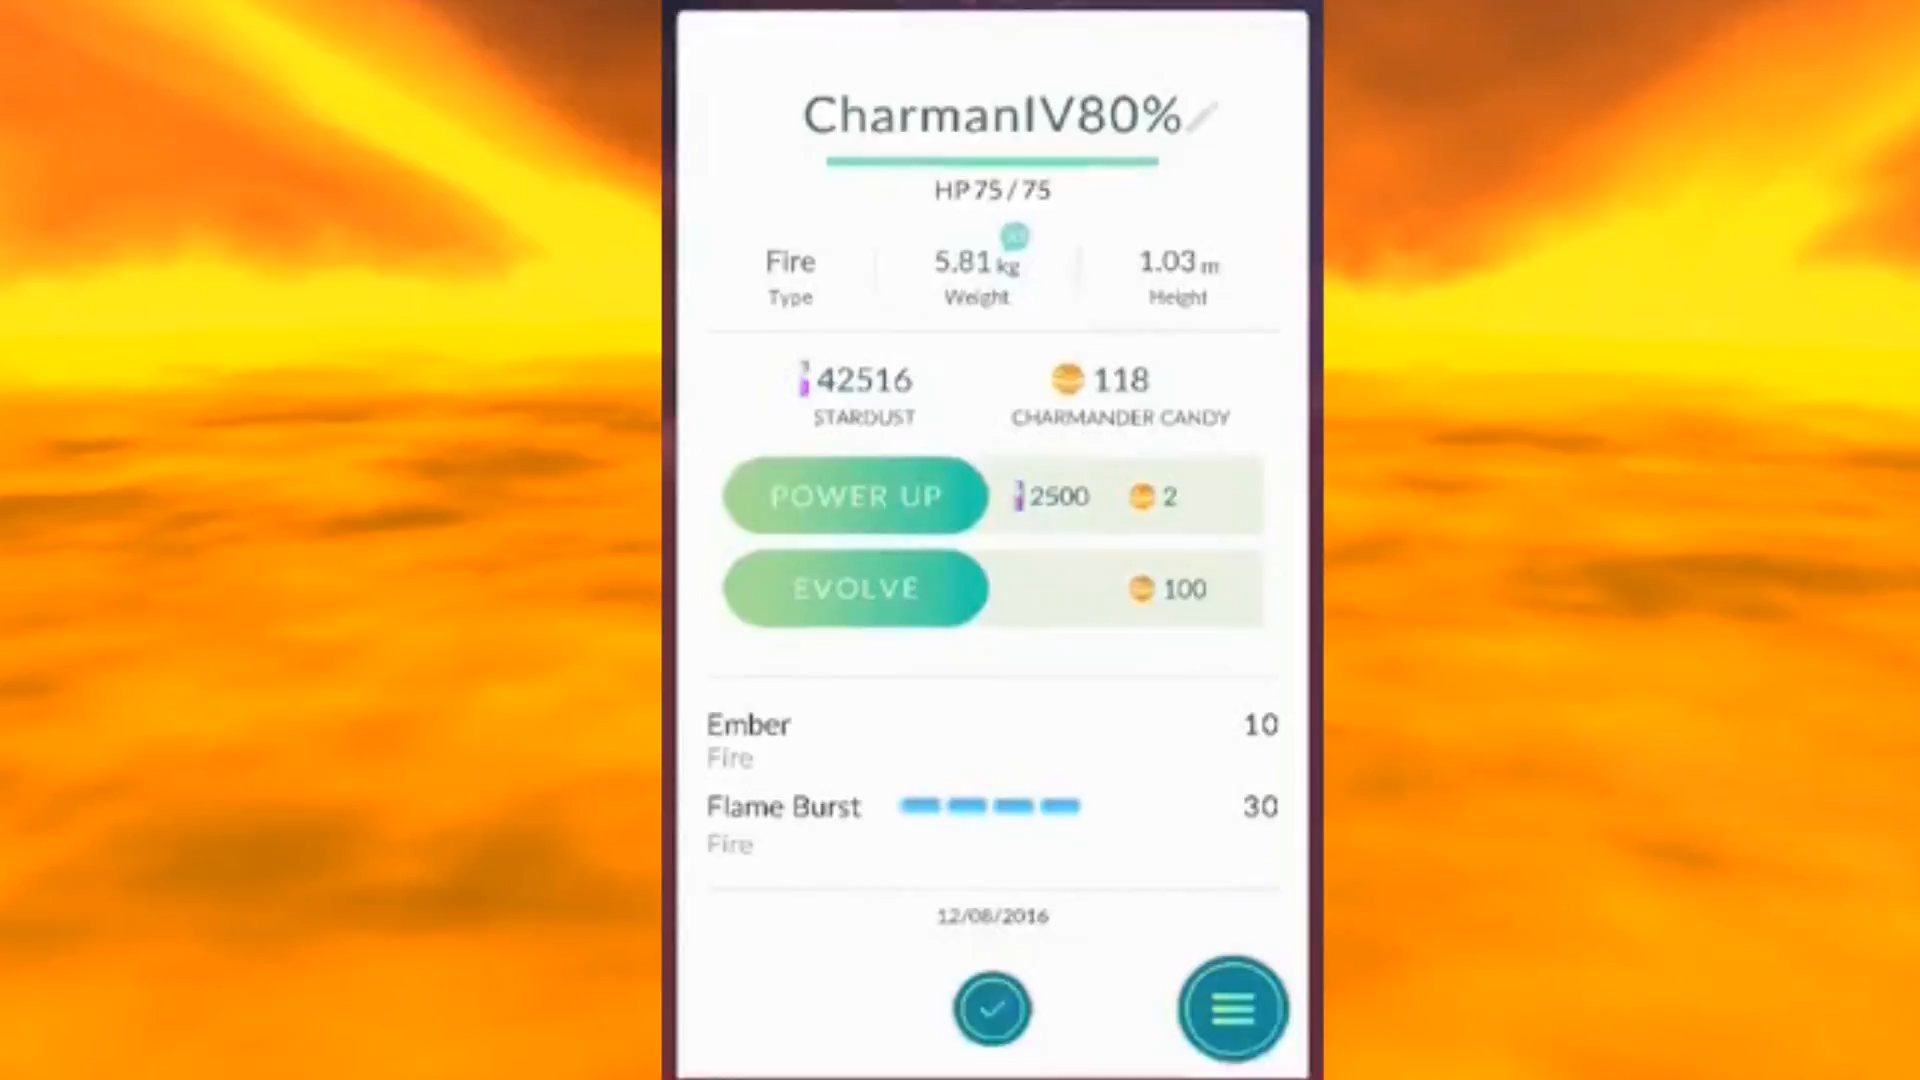 CharmanIV80%
HP 75 / 75
Fire 5.81 kg 1.03 m
Type Weight Height
42516 118
STARDUST CHARMANDER CANDY
POWER UP 2500 2
EVOLVE 100
Ember 10
Fire
Flame Burst 30
Fire
12/08/2016